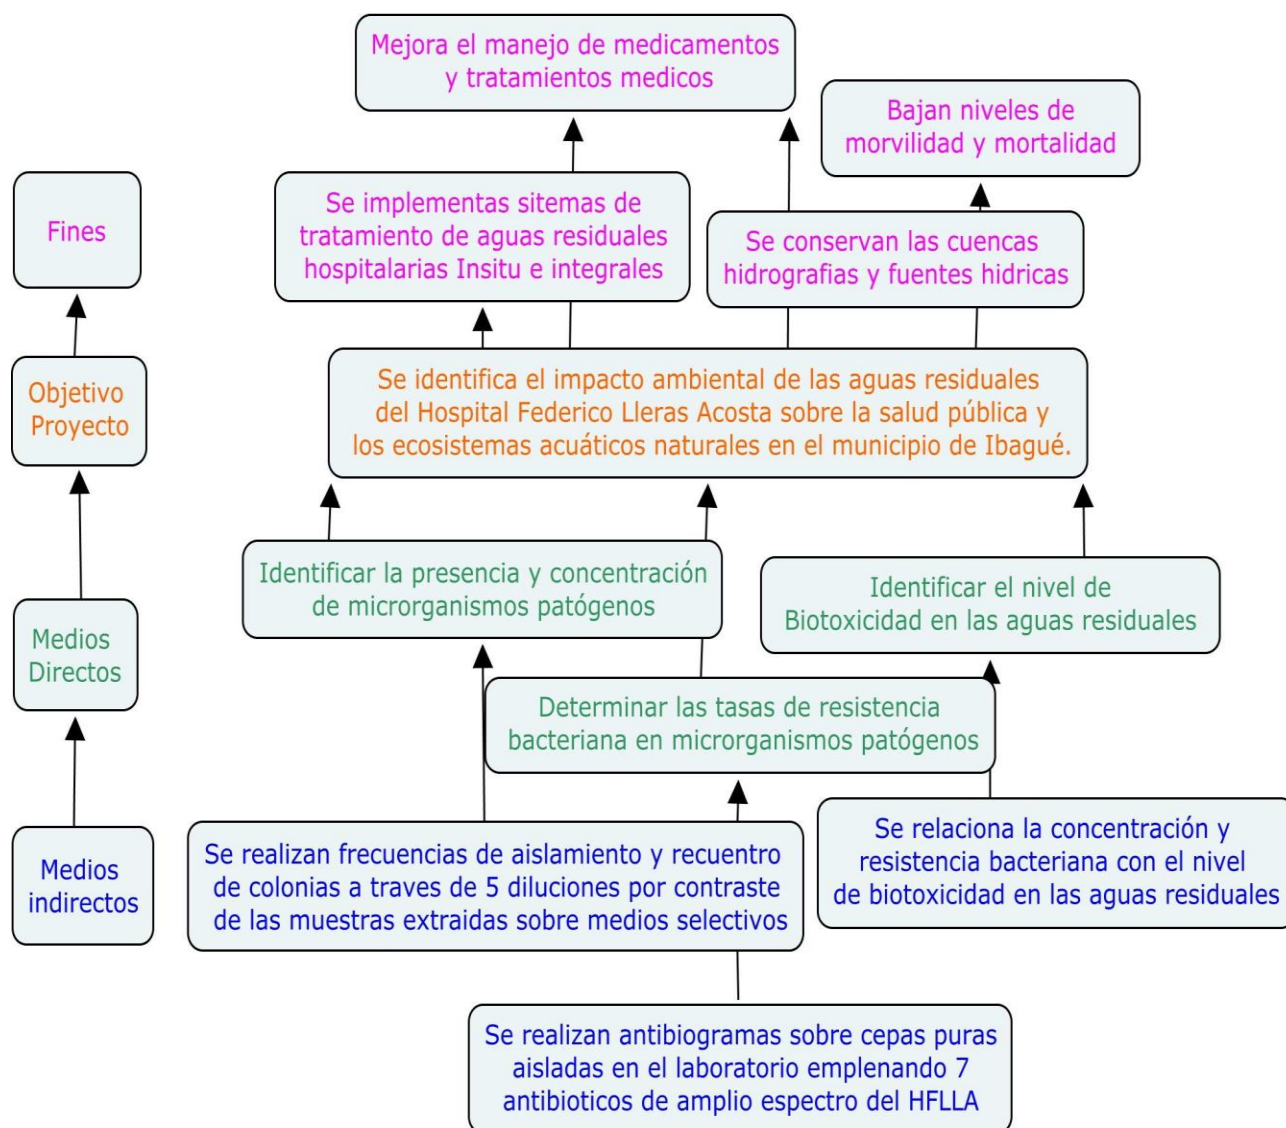 Mejora el manejo de medicamentos
y tratamientos medicos
Bajan niveles de
morvilidad y mortalidad
Fines
Se implementas sitemas de
tratamiento de aguas residuales
hospitalarias Insitu e integrales
Se conservan las cuencas
hidrografias y fuentes hidricas
Objetivo
Proyecto
Se identifica el impacto ambiental de las aguas residuales
del Hospital Federico Lleras Acosta sobre la salud pública y
los ecosistemas acuáticos naturales en el municipio de Ibagué.
Medios
Directos
Identificar la presencia y concentración
de microrganismos patógenos
Identificar el nivel de
Biotoxicidad en las aguas residuales
Determinar las tasas de resistencia
bacteriana en microrganismos patógenos
Medios
indirectos
Se realizan frecuencias de aislamiento y recuentro
de colonias a traves de 5 diluciones por contraste
de las muestras extraidas sobre medios selectivos
Se relaciona la concentración y
resistencia bacteriana con el nivel
de biotoxicidad en las aguas residuales
Se realizan antibiogramas sobre cepas puras
aisladas en el laboratorio emplenando 7
antibioticos de amplio espectro del HFLLA